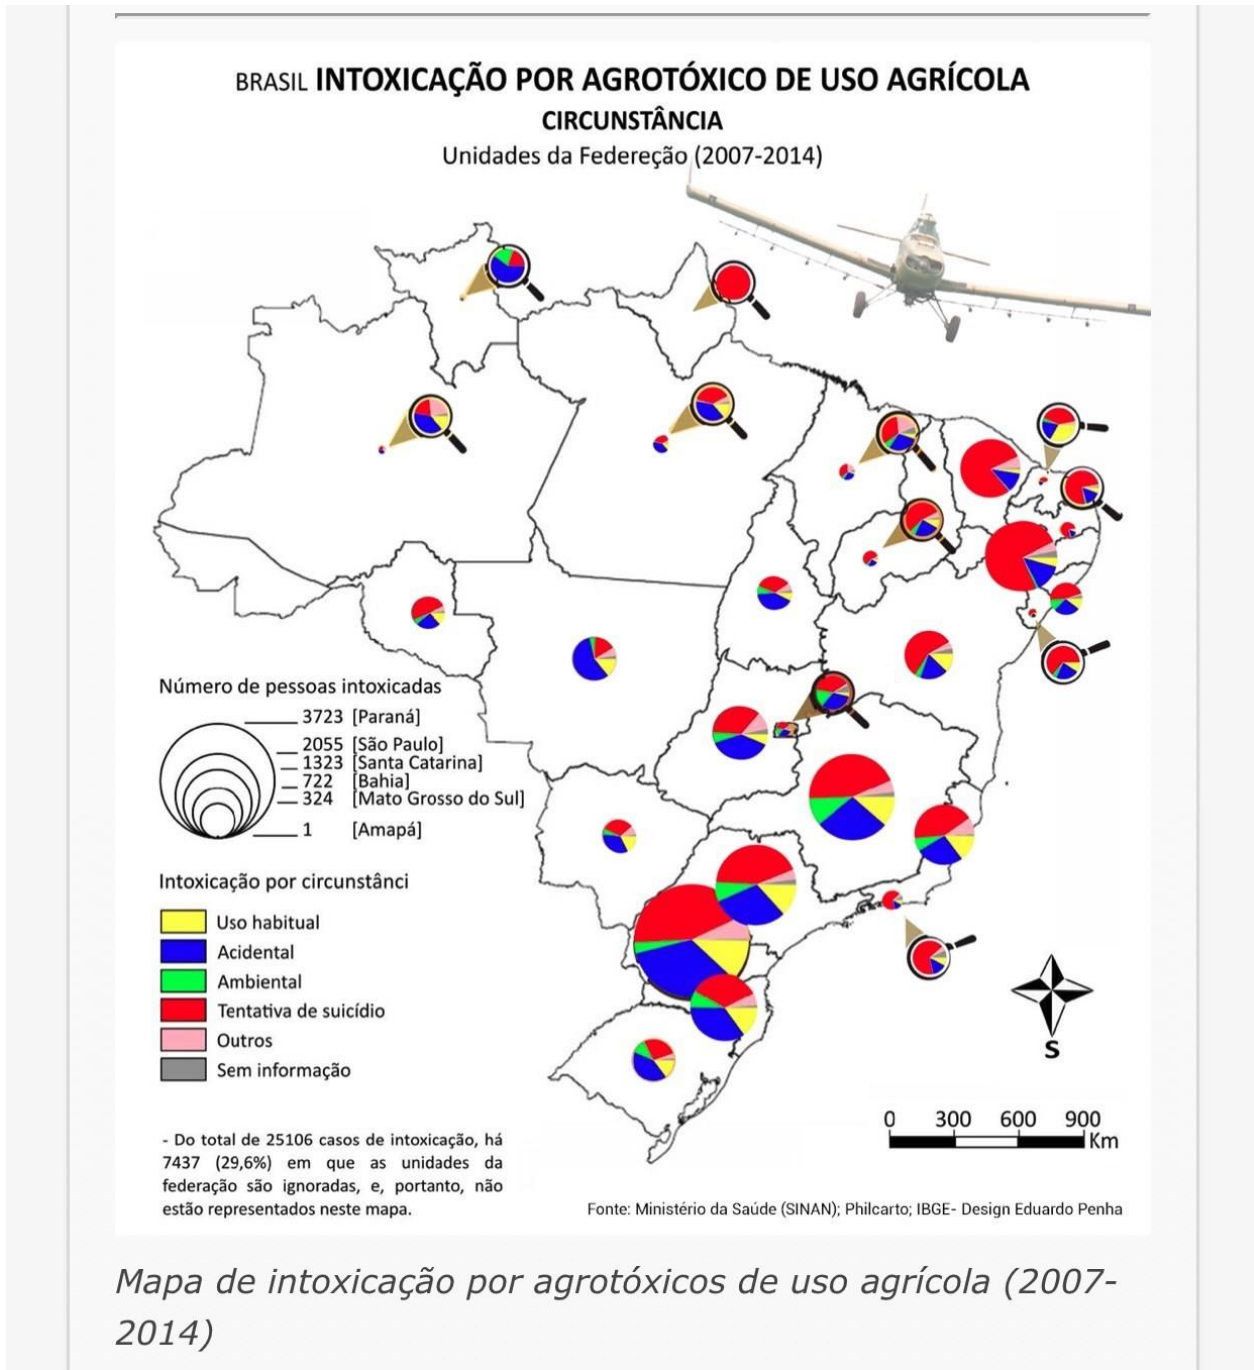 BRASIL INTOXICAÇÃO POR AGROTÓXICO DE USO AGRÍCOLA
CIRCUNSTÂNCIA
Unidades da Federeção (2007-2014)
Número de pessoas intoxicadas
3723 [Paraná]
2055 [São Paulo]
1323 [Santa Catarina]
722 [Bahia]
324 [Mato Grosso do Sul]
1 [Amapá]
Intoxicação por circunstânci
Uso habitual
Acidental
Ambiental
Tentativa de suicídio
Outros
Sem informação
S
0 300 600 900
Km
- Do total de 25106 casos de intoxicação, há
7437 (29,6%) em que as unidades da
federação são ignoradas, e, portanto, não
estão representados neste mapa.
Fonte: Ministério da Saúde (SINAN); Philcarto; IBGE- Design Eduardo Penha
Mapa de intoxicação por agrotóxicos de uso agrícola (2007-
2014)